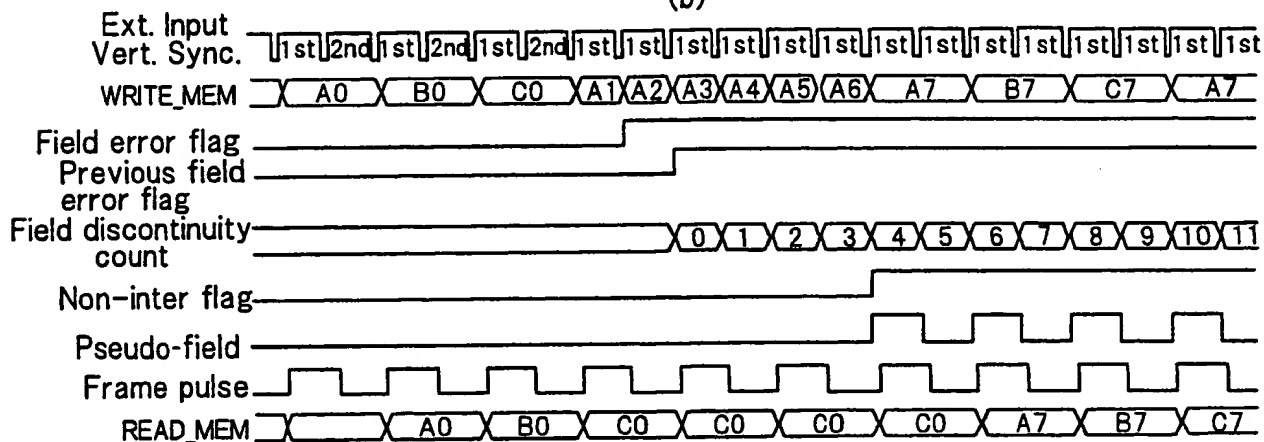 (b)
Ext. Input
Vert. Sync. 1st 2nd 1st 2nd 1st 2nd 1st 1st 1st 1st 1st 1st 1st 1st 1st 1st 1st 1st 1st 1st
WRITE_MEM A0 B0 C0 A1 A2 A3 A4 A5 A6 A7 B7 C7 A7
Field error flag
Previous field
error flag
Field discontinuity
count 0 1 2 3 4 5 6 7 8 9 10 11
Non-inter flag
Pseudo-field
Frame pulse
READ_MEM A0 B0 C0 C0 C0 C0 A7 B7 C7